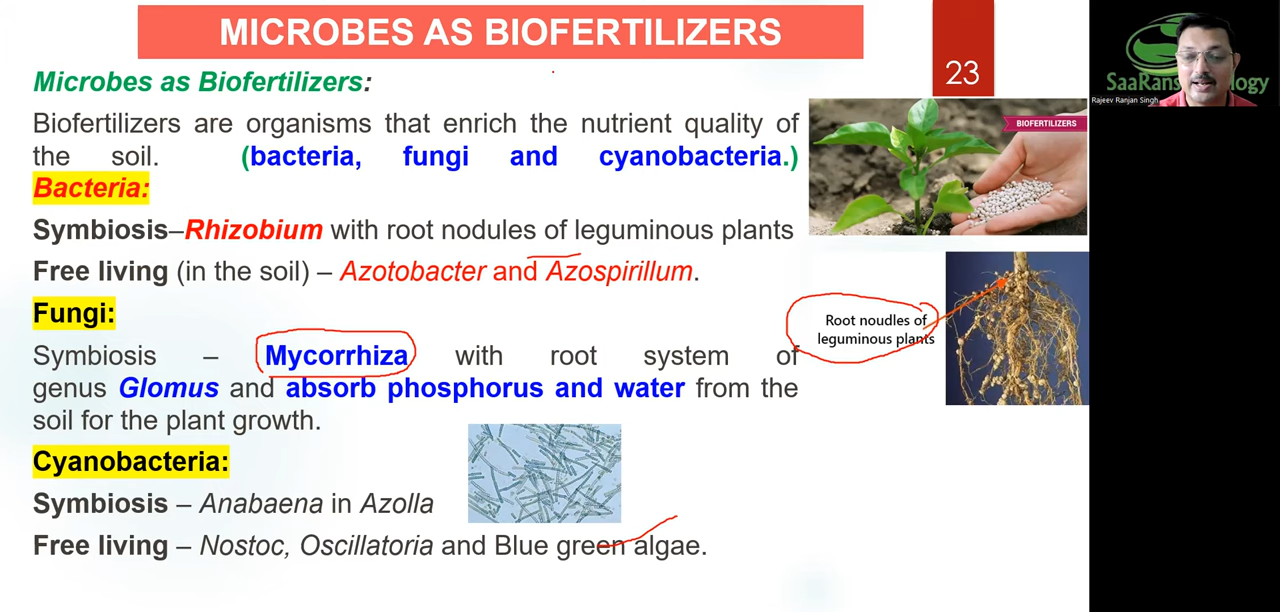 MICROBES AS BIOFERTILIZERS
23
Rajeev Ranjan Singh
Microbes as Biofertilizers:
Biofertilizers are organisms that enrich the nutrient quality of
the soil. (bacteria, fungi and cyanobacteria.)
BIOFERTILIZERS
Bacteria:
Symbiosis–Rhizobium with root nodules of leguminous plants
Free living (in the soil) – Azotobacter and Azospirillum.
Fungi:
Root noudles of
leguminous plants
Symbiosis – Mycorrhiza with root system of
genus Glomus and absorb phosphorus and water from the
soil for the plant growth.
Cyanobacteria:
Symbiosis – Anabaena in Azolla
Free living – Nostoc, Oscillatoria and Blue green algae.